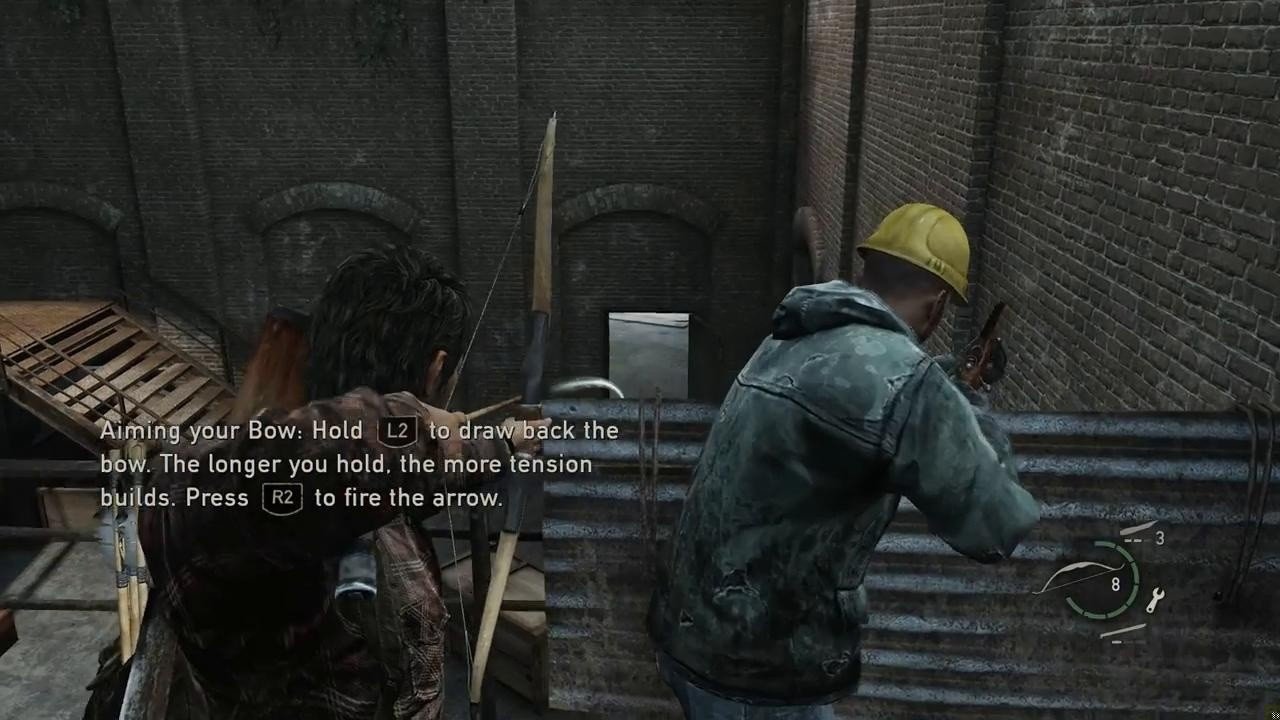 Aiming your Bow: Hold L2 to draw back the
bow. The longer you hold, the more tension
builds. Press R2 to fire the arrow.
3
8